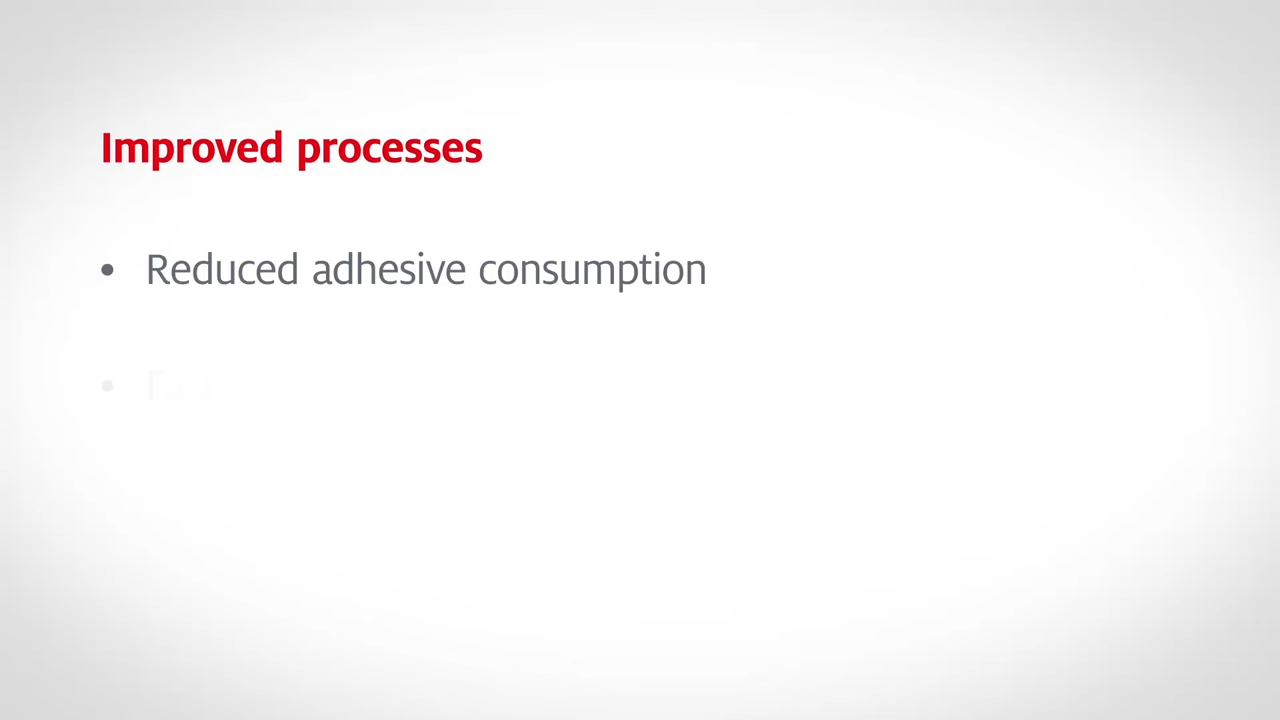 Improved processes
• Reduced adhesive consumption